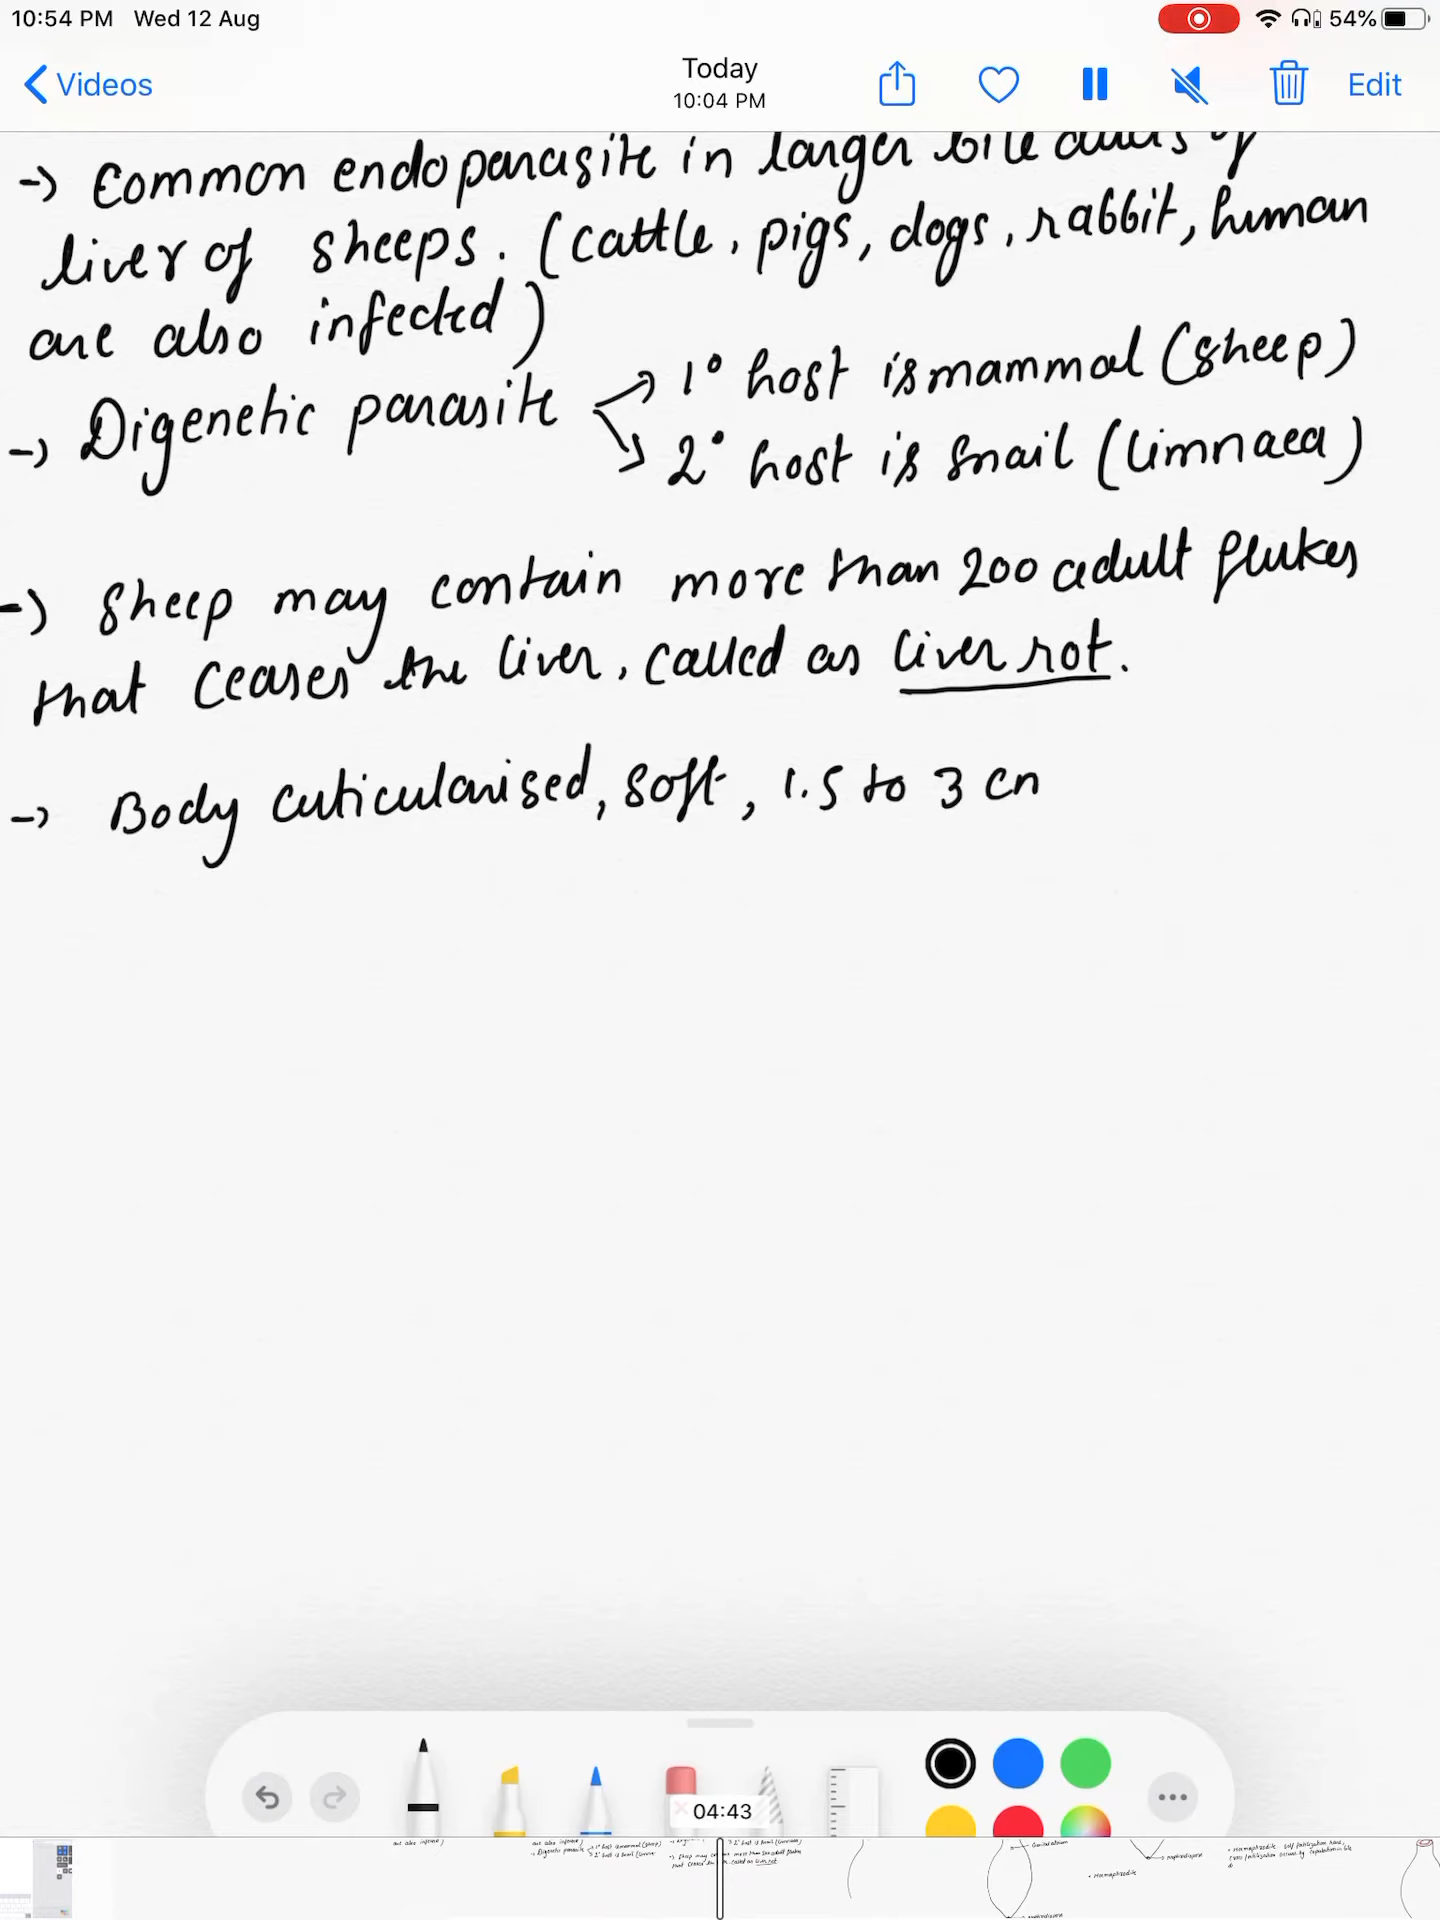 10:54 PM Wed 12 Aug 54%
Videos
Today
10:04 PM
Edit
-> Common endoparasite in larger bile ducts of
liver of sheeps. (cattle, pigs, dogs, rabbit, human
are also infected)
-> Digenetic parasite -> 1° host is mammal (sheep)
-> 2° host is snail (limnaea)
-> Sheep may contain more than 200 adult flukes
that ceases the liver, called as liver rot.
-> Body cuticularised, soft, 1.5 to 3 cn
04:43